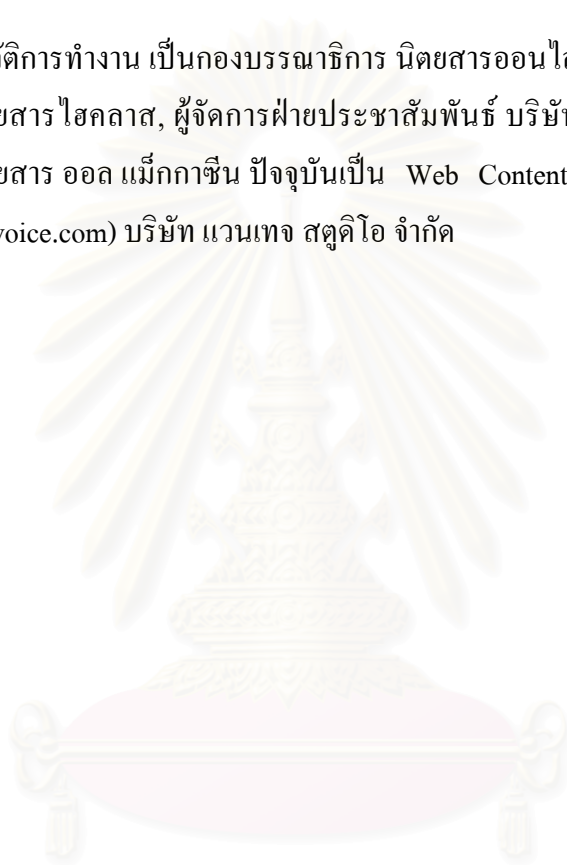 ัติการทำงาน เป็นกองบรรณาธิการ นิตยสารออนไล
ยสารไฮคลาส, ผู้จัดการฝ่ายประชาสัมพันธ์ บริษัท
ยสาร ออล แม็กกาซีน ปัจจุบันเป็น Web Content
voice.com) บริษัท แวนเทจ สตูดิโอ จำกัด